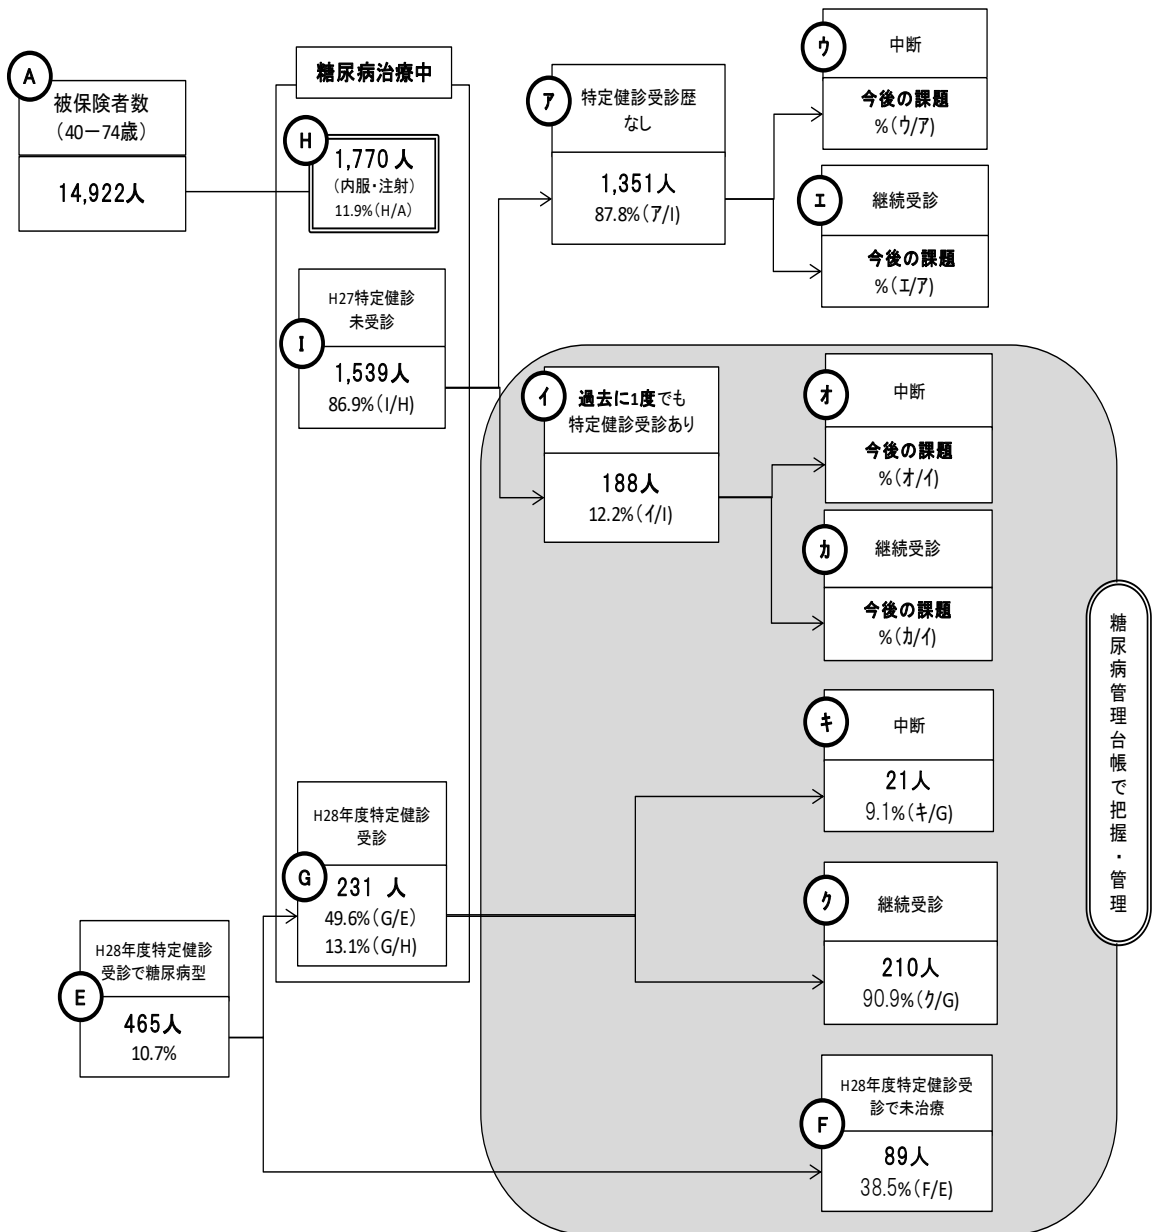 A
被保険者数
（40－74歳）
14,922人
糖尿病治療中
H
1,770 人
（内服・注射）
11.9%(H/A)
H27特定健診
未受診
I
1,539人
86.9%(I/H)
ア
特定健診受診歴
なし
1,351人
87.8%(ア/I)
ウ
中断
今後の課題
%(ウ/ア)
エ
継続受診
今後の課題
%(エ/ア)
イ
過去に1度でも
特定健診受診あり
188人
12.2%(イ/I)
オ
中断
今後の課題
%(オ/イ)
カ
継続受診
今後の課題
%(カ/イ)
キ
中断
21人
9.1%(キ/G)
H28年度特定健診
受診
G
231 人
49.6%(G/E)
13.1%(G/H)
ク
継続受診
210人
90.9%(ク/G)
H28年度特定健診
受診で糖尿病型
E
465人
10.7%
H28年度特定健診受
診で未治療
F
89人
38.5%(F/E)
糖尿病管理台帳で把握・管理